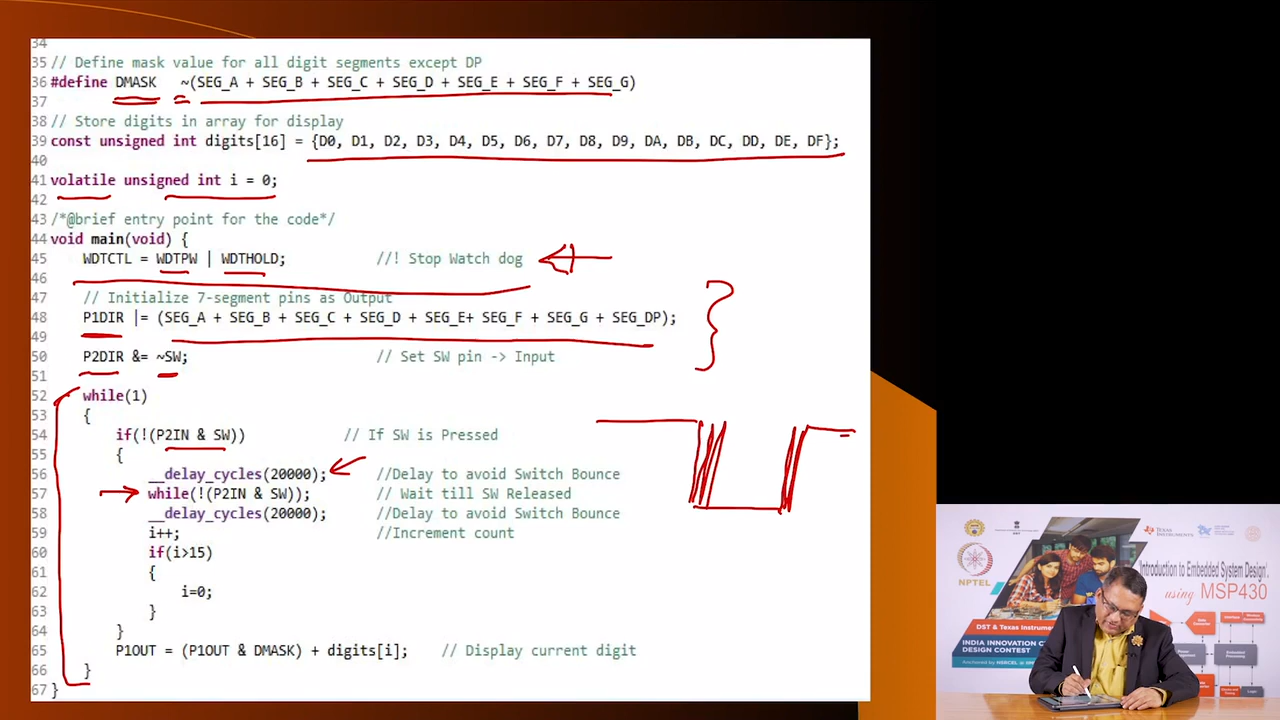 34
35 // Define mask value for all digit segments except DP
36 #define DMASK   ~(SEG_A + SEG_B + SEG_C + SEG_D + SEG_E + SEG_F + SEG_G)
37
38 // Store digits in array for display
39 const unsigned int digits[16] = {D0, D1, D2, D3, D4, D5, D6, D7, D8, D9, DA, DB, DC, DD, DE, DF};
40
41 volatile unsigned int i = 0;
42
43 /*@brief entry point for the code*/
44 void main(void) {
45     WDTCTL = WDTPW | WDTHOLD;           //! Stop Watch dog
46
47     // Initialize 7-segment pins as Output
48     P1DIR |= (SEG_A + SEG_B + SEG_C + SEG_D + SEG_E+ SEG_F + SEG_G + SEG_DP);
49
50     P2DIR &= ~SW;                       // Set SW pin -> Input
51
52     while(1)
53     {
54         if(!(P2IN & SW))            // If SW is Pressed
55         {
56             __delay_cycles(20000);      //Delay to avoid Switch Bounce
57             while(!(P2IN & SW));        // Wait till SW Released
58             __delay_cycles(20000);      //Delay to avoid Switch Bounce
59             i++;                        //Increment count
60             if(i>15)
61             {
62                 i=0;
63             }
64         }
65         P1OUT = (P1OUT & DMASK) + digits[i];    // Display current digit
66     }
67 }
NPTEL
TEXAS INSTRUMENTS
'Introduction to Embedded System Design'
using MSP430
DST & Texas Instrum
INDIA INNOVATION C
DESIGN CONTEST